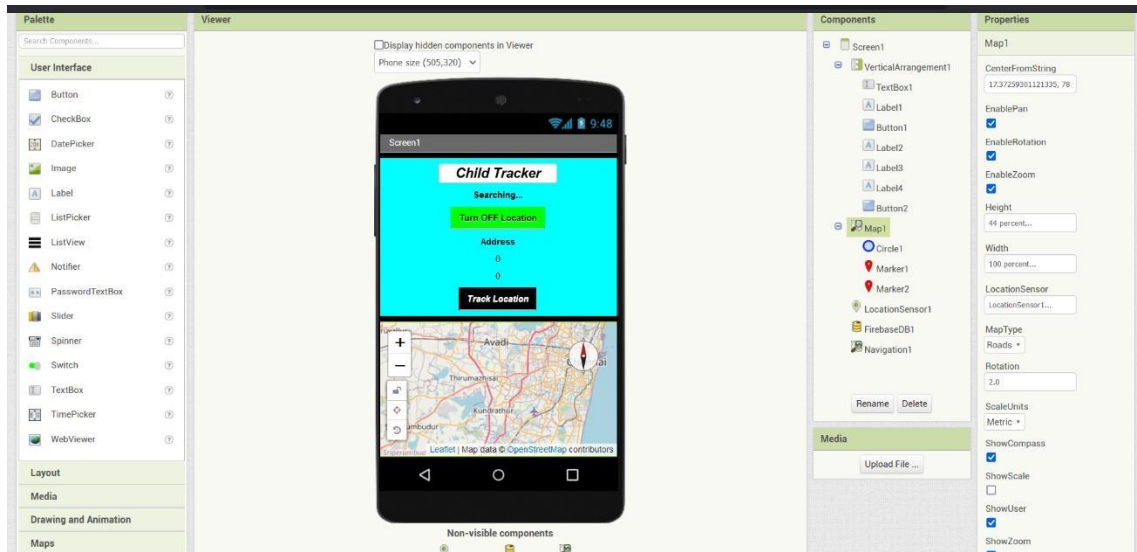 Palette
Search Components...
User Interface
Button
CheckBox
DatePicker
Image
Label
ListPicker
ListView
Notifier
PasswordTextBox
Slider
Spinner
Switch
TextBox
TimePicker
WebViewer
Layout
Media
Drawing and Animation
Maps
Viewer
Display hidden components in Viewer
Phone size (505,320)
9:48
Screen1
Child Tracker
Searching...
Turn OFF Location
Address
0
0
Track Location
+
Avadi
−
Thirumazhisai
Kundrathur
Leaflet | Map data © OpenStreetMap contributors
Non-visible components
Components
Screen1
VerticalArrangement1
TextBox1
Label1
Button1
Label2
Label3
Label4
Button2
Map1
Circle1
Marker1
Marker2
LocationSensor1
FirebaseDB1
Navigation1
Rename Delete
Media
Upload File ...
Properties
Map1
CenterFromString
17.37259301121335, 78
EnablePan
EnableRotation
EnableZoom
Height
44 percent...
Width
100 percent...
LocationSensor
LocationSensor1...
MapType
Roads
Rotation
2.0
ScaleUnits
Metric
ShowCompass
ShowScale
ShowUser
ShowZoom